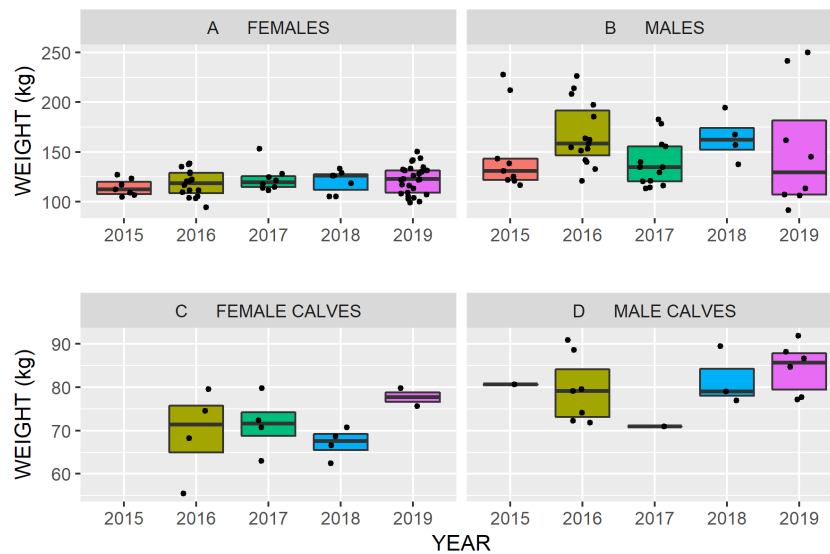 A FEMALES
B MALES
WEIGHT (kg)
250
200
150
100
2015 2016 2017 2018 2019
2015 2016 2017 2018 2019
C FEMALE CALVES
D MALE CALVES
WEIGHT (kg)
90
80
70
60
2015 2016 2017 2018 2019
2015 2016 2017 2018 2019
YEAR